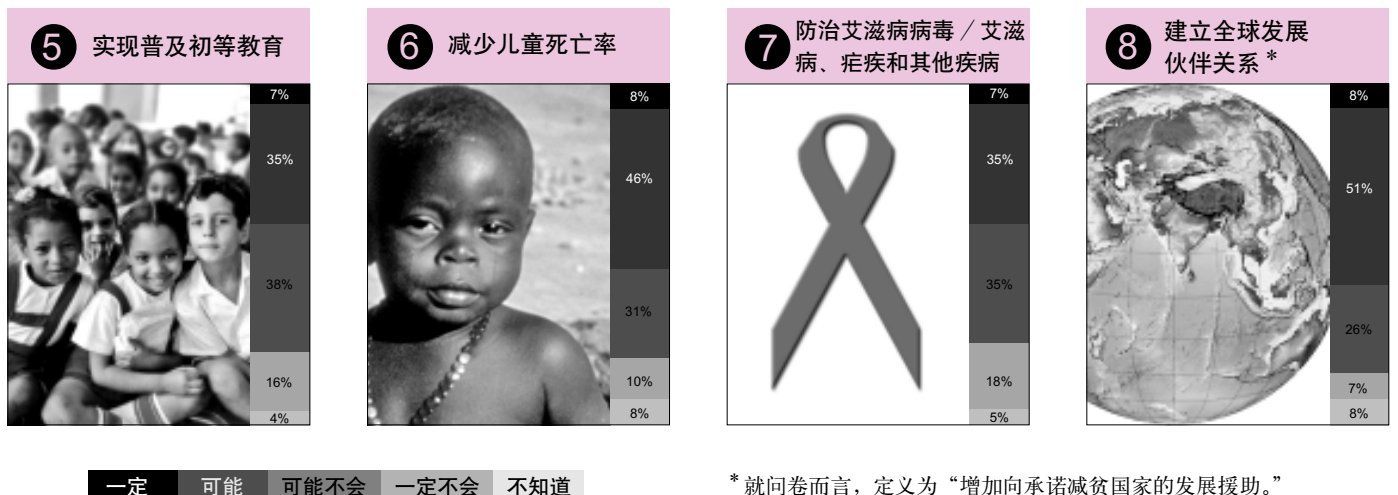 5 实现普及初等教育
7%
35%
38%
16%
4%
6 减少儿童死亡率
8%
46%
31%
10%
8%
7 防治艾滋病病毒／艾滋
病、疟疾和其他疾病
7%
35%
35%
18%
5%
8 建立全球发展
伙伴关系*
8%
51%
26%
7%
8%
一定 可能 可能不会 一定不会 不知道
*就问卷而言，定义为“增加向承诺减贫国家的发展援助。”